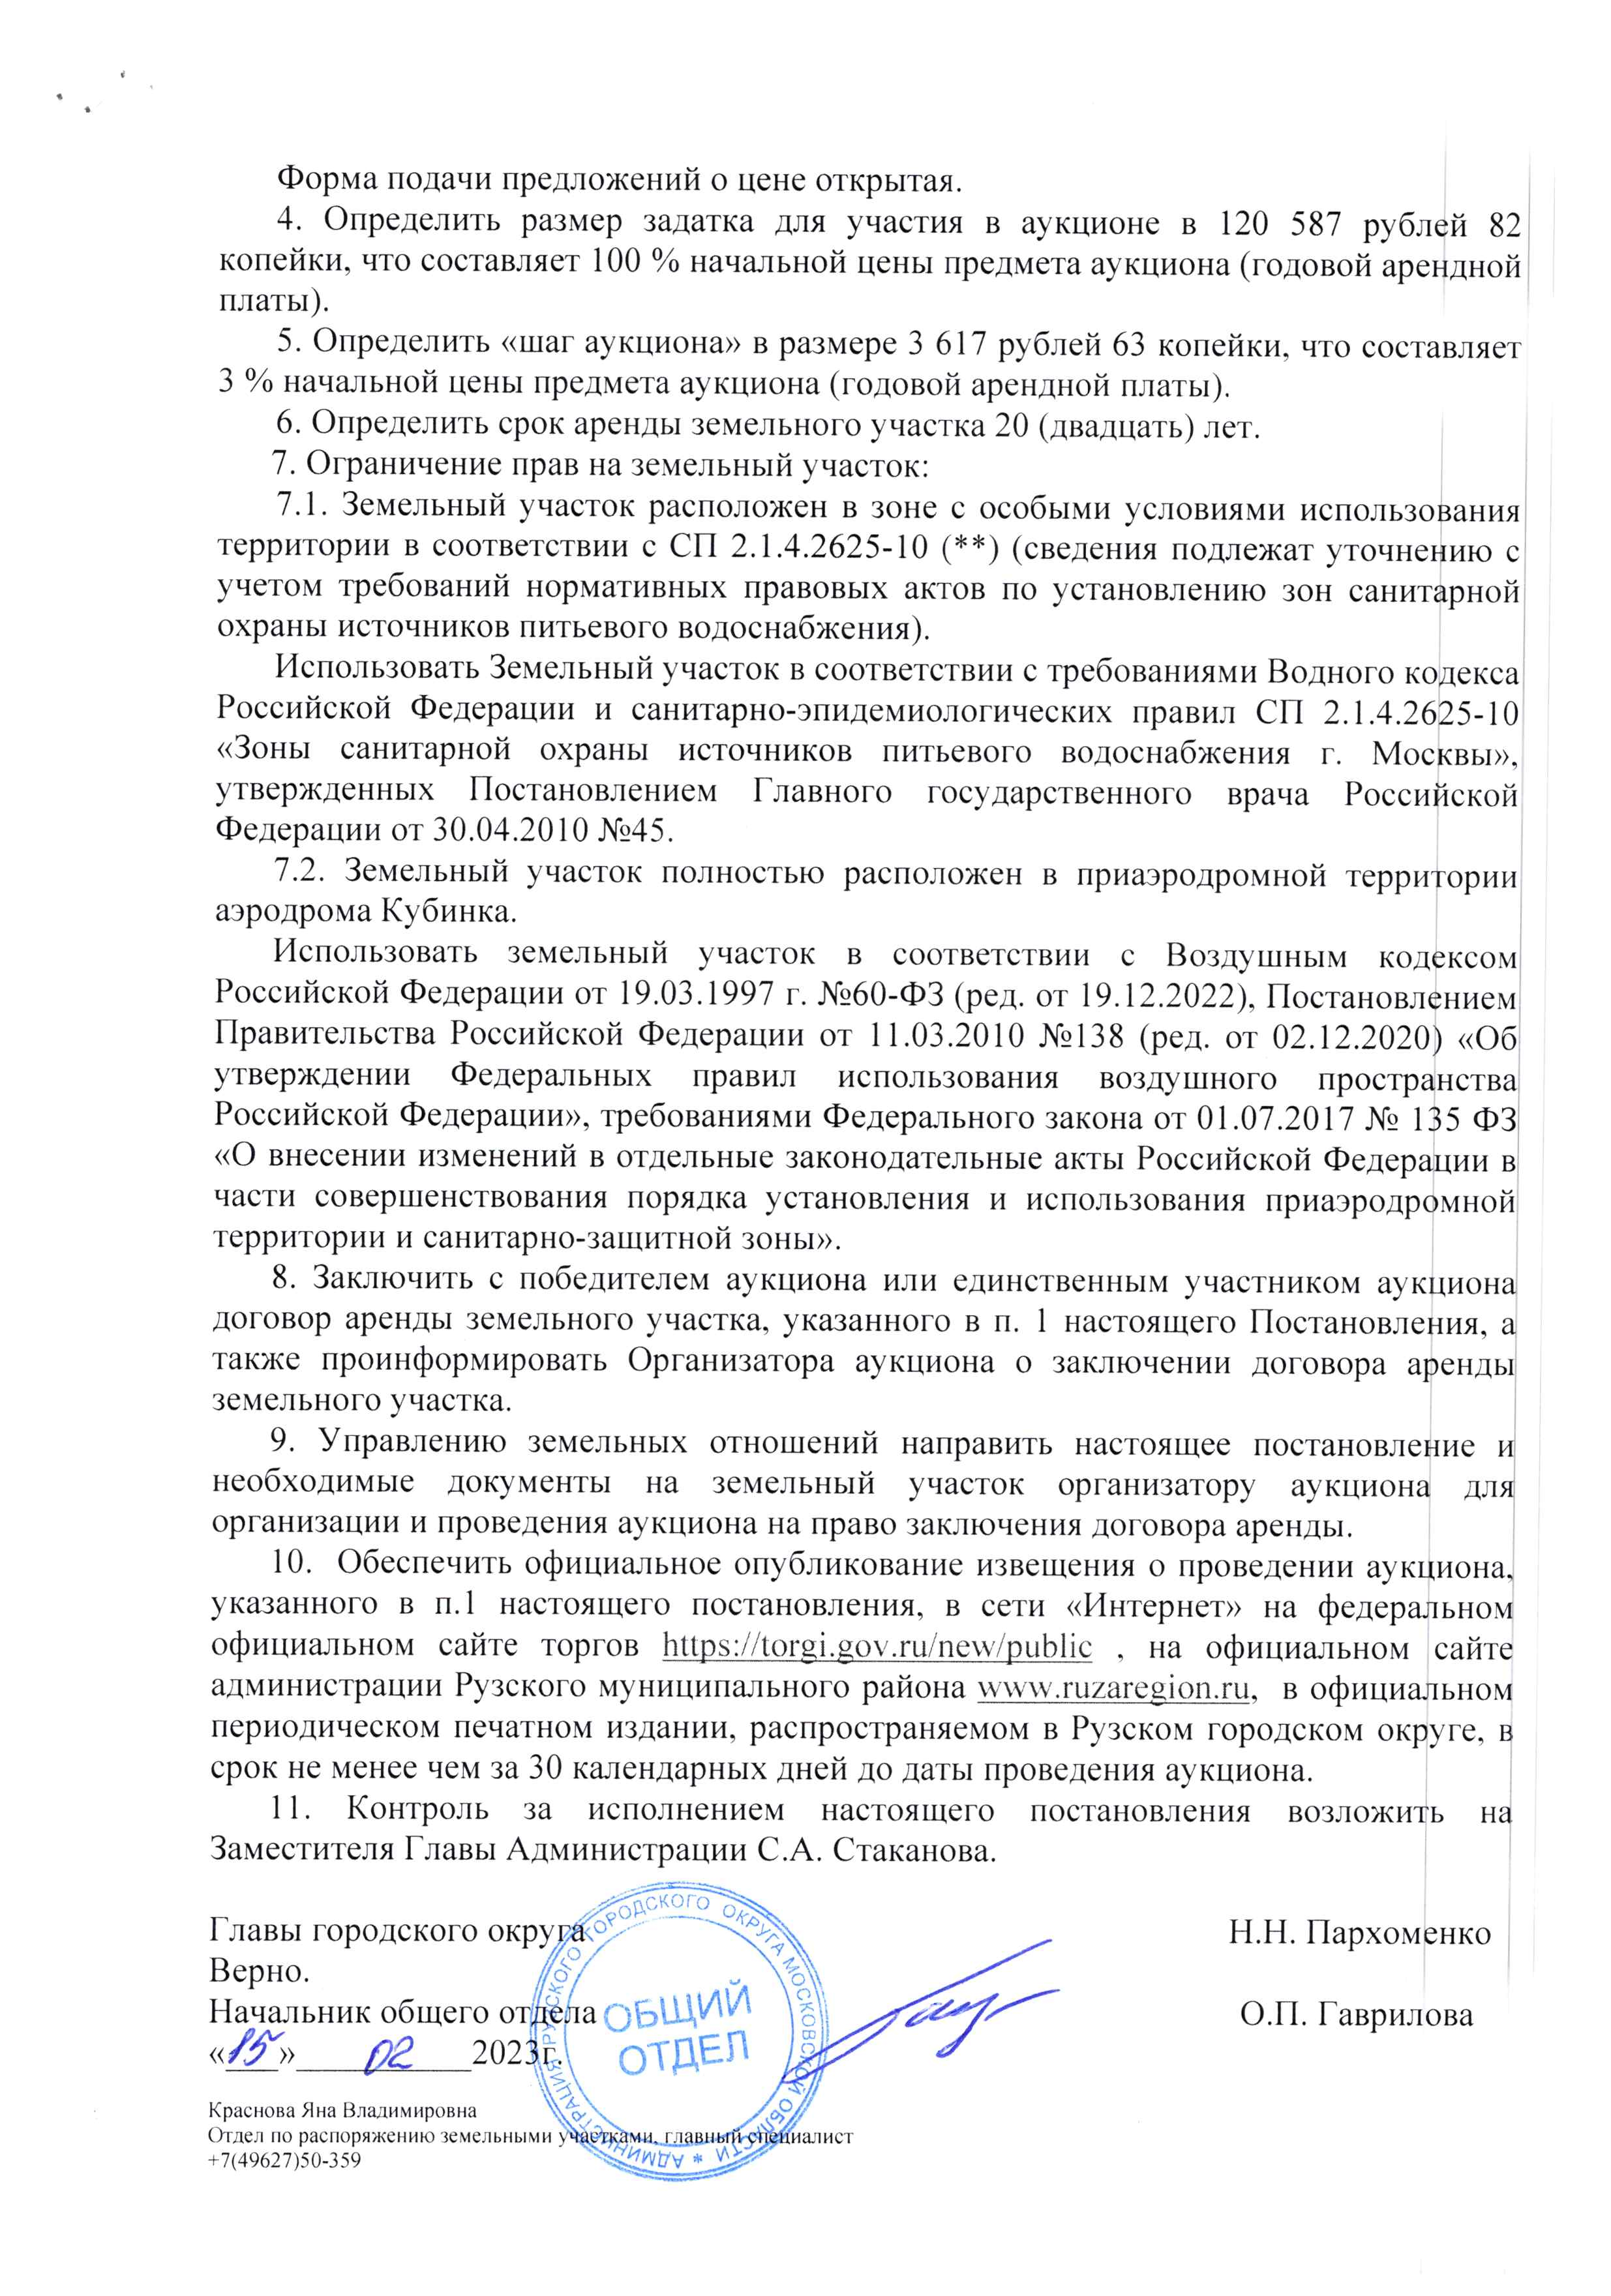 Форма подачи предложений о цене открытая.
4. Определить размер задатка для участия в аукционе в 120 587 рублей 82
копейки, что составляет 100 % начальной цены предмета аукциона (годовой арендной
платы).
5. Определить «шаг аукциона» в размере 3 617 рублей 63 копейки, что составляет
3 % начальной цены предмета аукциона (годовой арендной платы).
6. Определить срок аренды земельного участка 20 (двадцать) лет.
7. Ограничение прав на земельный участок:
7.1. Земельный участок расположен в зоне с особыми условиями использования
территории в соответствии с СП 2.1.4.2625-10 (**) (сведения подлежат уточнению с
учетом требований нормативных правовых актов по установлению зон санитарной
охраны источников питьевого водоснабжения).
Использовать Земельный участок в соответствии с требованиями Водного кодекса
Российской Федерации и санитарно-эпидемиологических правил СП 2.1.4.2625-10
«Зоны санитарной охраны источников питьевого водоснабжения г. Москвы»,
утвержденных Постановлением Главного государственного врача Российской
Федерации от 30.04.2010 №45.
7.2. Земельный участок полностью расположен в приаэродромной территории
аэродрома Кубинка.
Использовать земельный участок в соответствии с Воздушным кодексом
Российской Федерации от 19.03.1997 г. №60-ФЗ (ред. от 19.12.2022), Постановлением
Правительства Российской Федерации от 11.03.2010 №138 (ред. от 02.12.2020) «Об
утверждении Федеральных правил использования воздушного пространства
Российской Федерации», требованиями Федерального закона от 01.07.2017 № 135 ФЗ
«О внесении изменений в отдельные законодательные акты Российской Федерации в
части совершенствования порядка установления и использования приаэродромной
территории и санитарно-защитной зоны».
8. Заключить с победителем аукциона или единственным участником аукциона
договор аренды земельного участка, указанного в п. 1 настоящего Постановления, а
также проинформировать Организатора аукциона о заключении договора аренды
земельного участка.
9. Управлению земельных отношений направить настоящее постановление и
необходимые документы на земельный участок организатору аукциона для
организации и проведения аукциона на право заключения договора аренды.
10. Обеспечить официальное опубликование извещения о проведении аукциона,
указанного в п.1 настоящего постановления, в сети «Интернет» на федеральном
официальном сайте торгов https://torgi.gov.ru/new/public , на официальном сайте
администрации Рузского муниципального района www.ruzaregion.ru, в официальном
периодическом печатном издании, распространяемом в Рузском городском округе, в
срок не менее чем за 30 календарных дней до даты проведения аукциона.
11. Контроль за исполнением настоящего постановления возложить на
Заместителя Главы Администрации С.А. Стаканова.
Главы городского округа Н.Н. Пархоменко
Верно.
Начальник общего отдела О.П. Гаврилова
«15» 02 2023г.
АДМИНИСТРАЦИЯ РУЗСКОГО ГОРОДСКОГО ОКРУГА МОСКОВСКОЙ ОБЛАСТИ *
ОБЩИЙ
ОТДЕЛ
Краснова Яна Владимировна
Отдел по распоряжению земельными участками, главный специалист
+7(49627)50-359